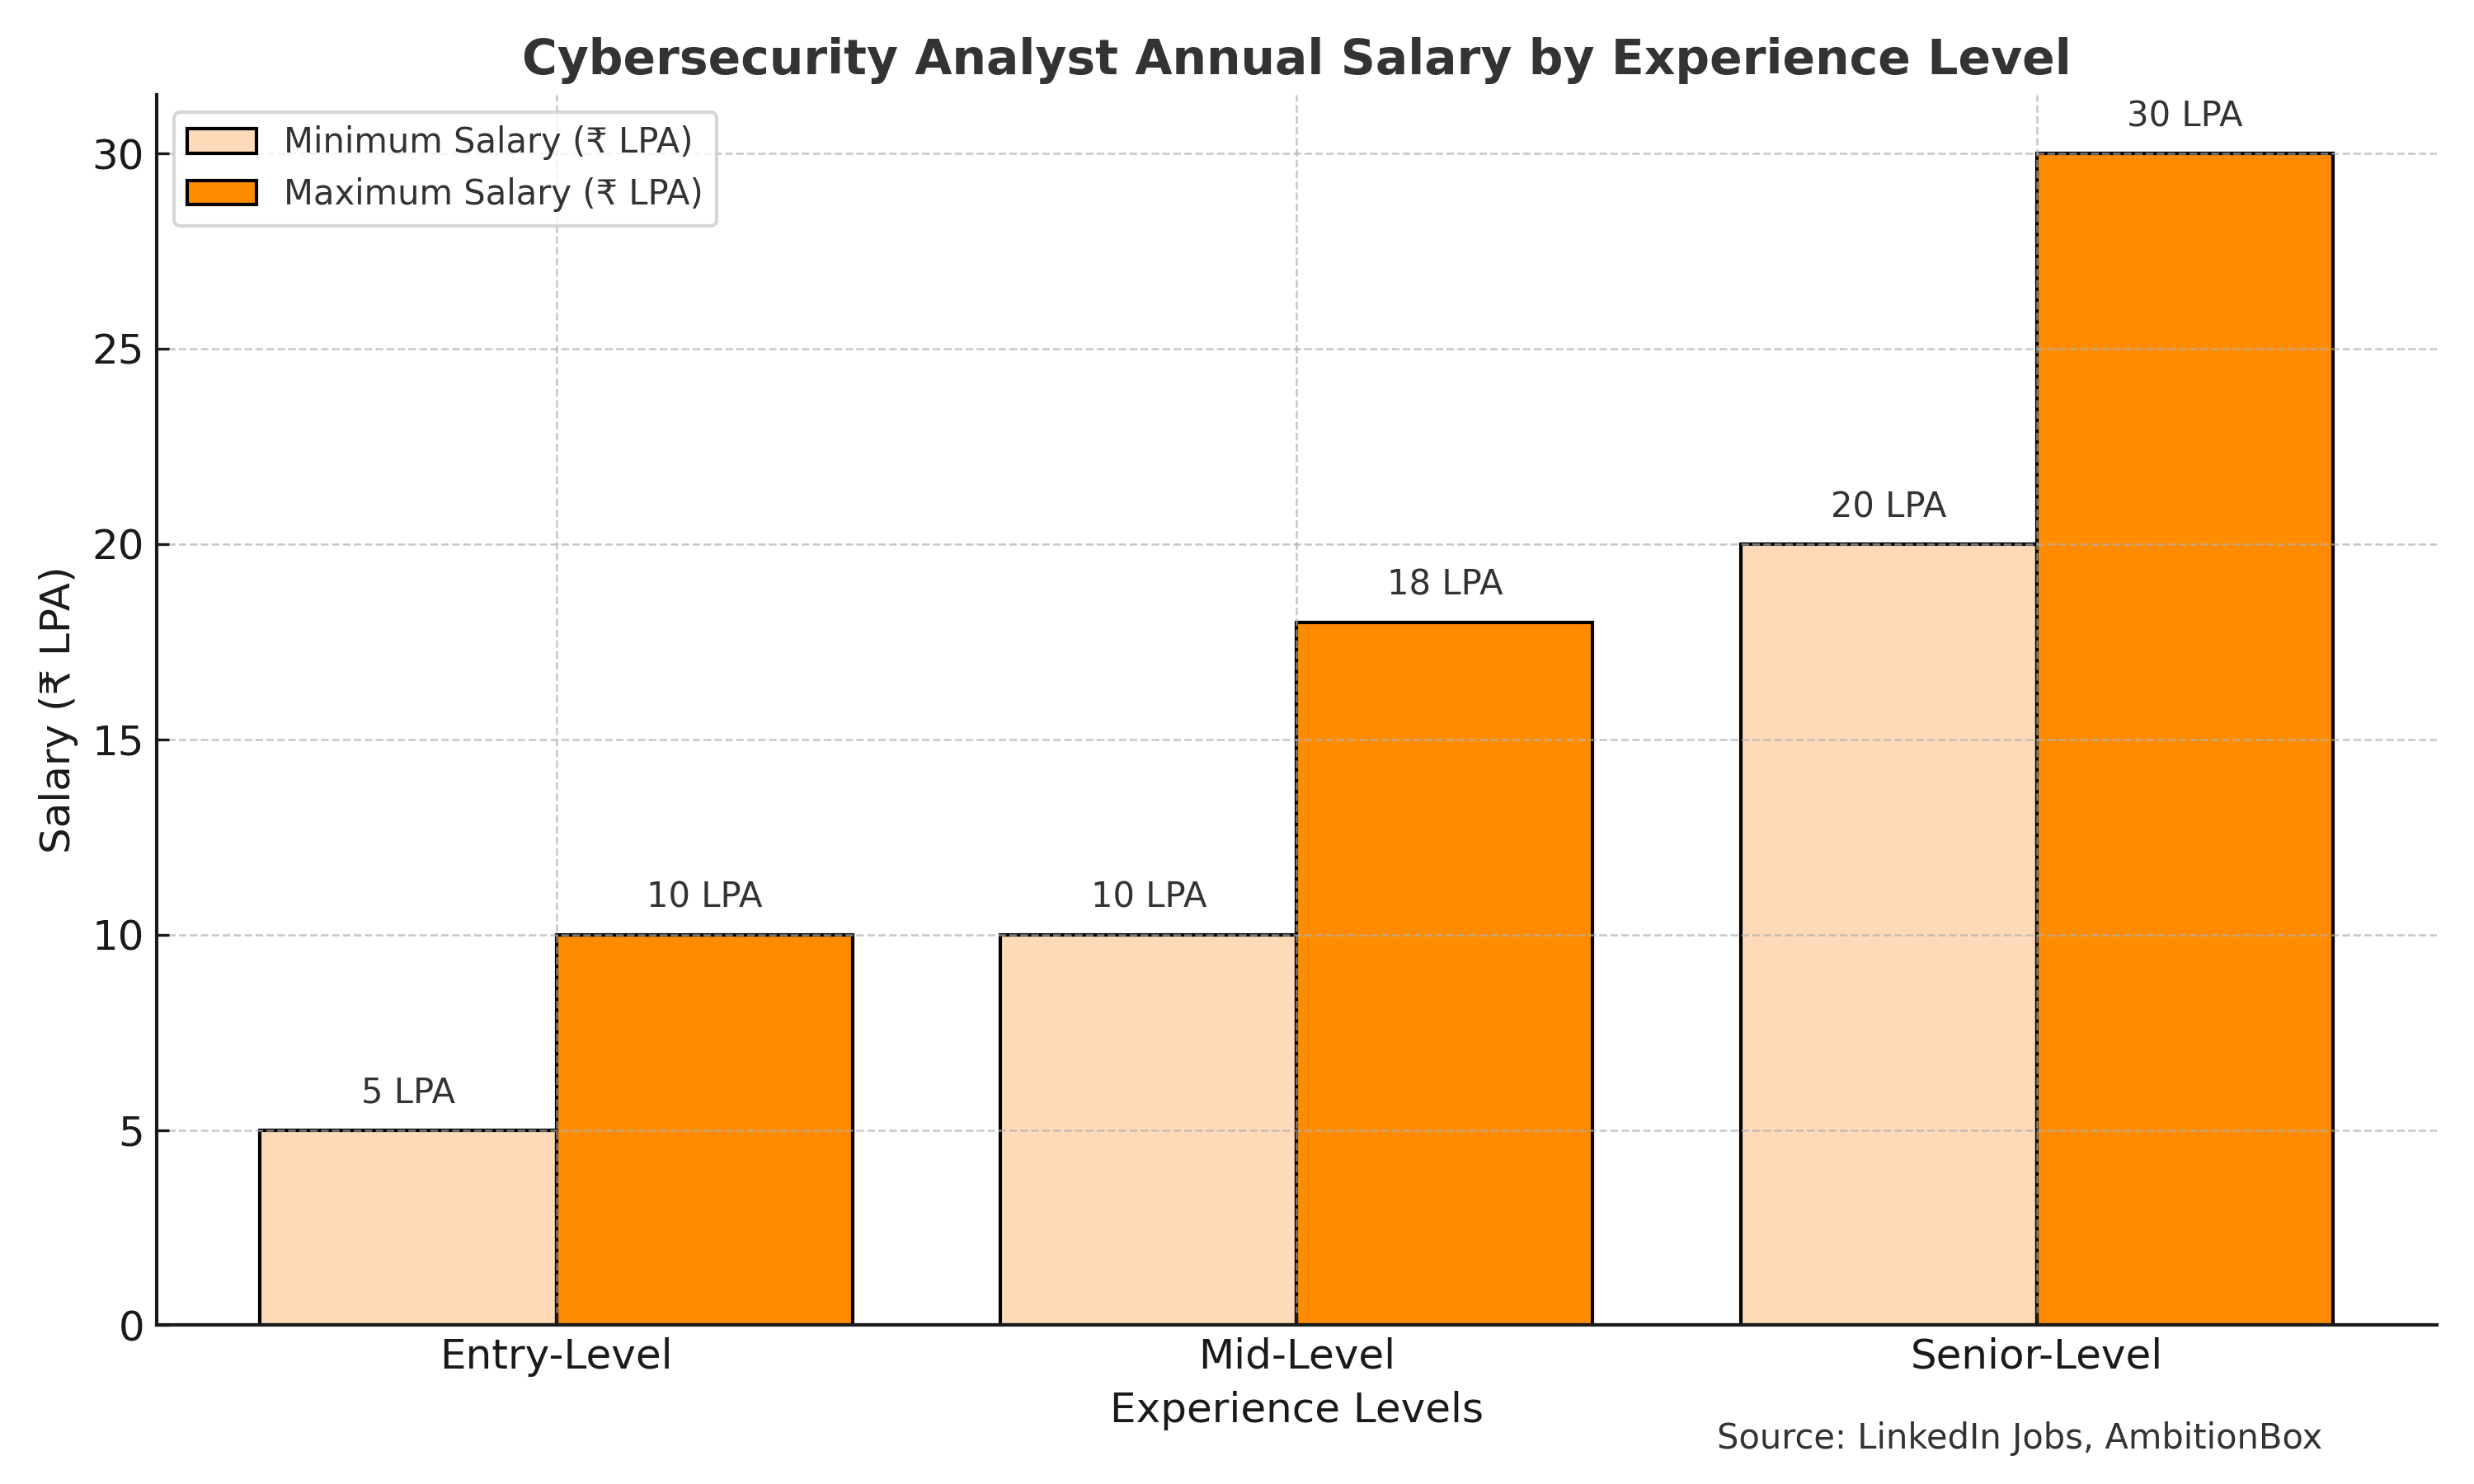 Cybersecurity Analyst Annual Salary by Experience Level
Minimum Salary (₹ LPA)
Maximum Salary (₹ LPA)
30 LPA
20 LPA
18 LPA
10 LPA
10 LPA
5 LPA
30
25
20
15
10
5
0
Salary (₹ LPA)
Entry-Level
Mid-Level
Senior-Level
Experience Levels
Source: LinkedIn Jobs, AmbitionBox